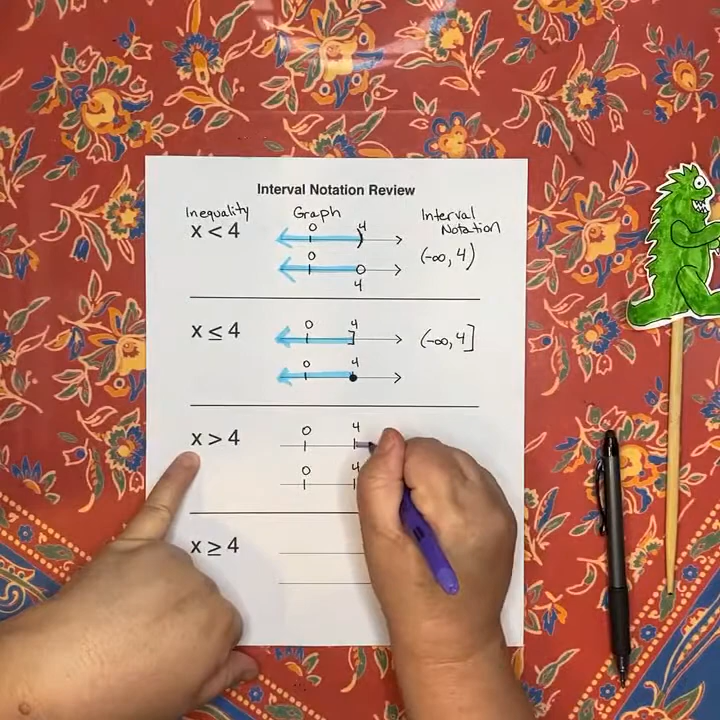 Interval Notation Review
Inequality Graph Interval Notation
x < 4
0 4 )
(-∞, 4)
0
4
x ≤ 4
0 4 ]
(-∞, 4]
0 4
x > 4
0 4
0 4
x ≥ 4